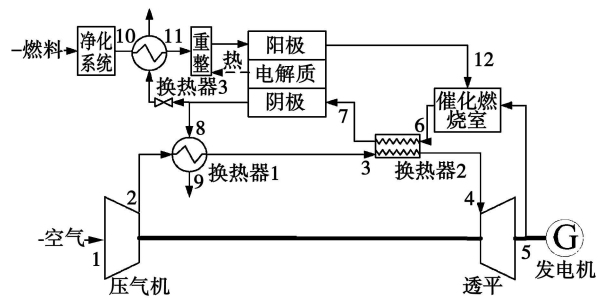 燃料
净化
系统
10
11
重
整
热
阳极
电解质
阴极
12
催化燃
烧室
换热器3
7
6
8
换热器1
9
3
换热器2
2
4
空气
1
5
G
压气机
透平
发电机